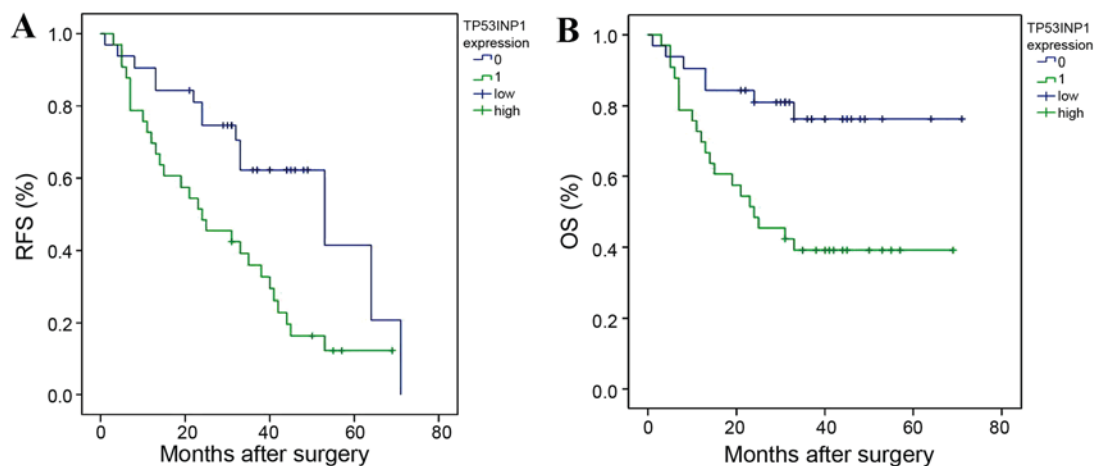 A
TP53INP1
expression
0
1
low
high
1.0
0.8
0.6
0.4
0.2
0.0
RFS (%)
0
20
40
60
80
Months after surgery
B
TP53INP1
expression
0
1
low
high
1.0
0.8
0.6
0.4
0.2
0.0
OS (%)
0
20
40
60
80
Months after surgery